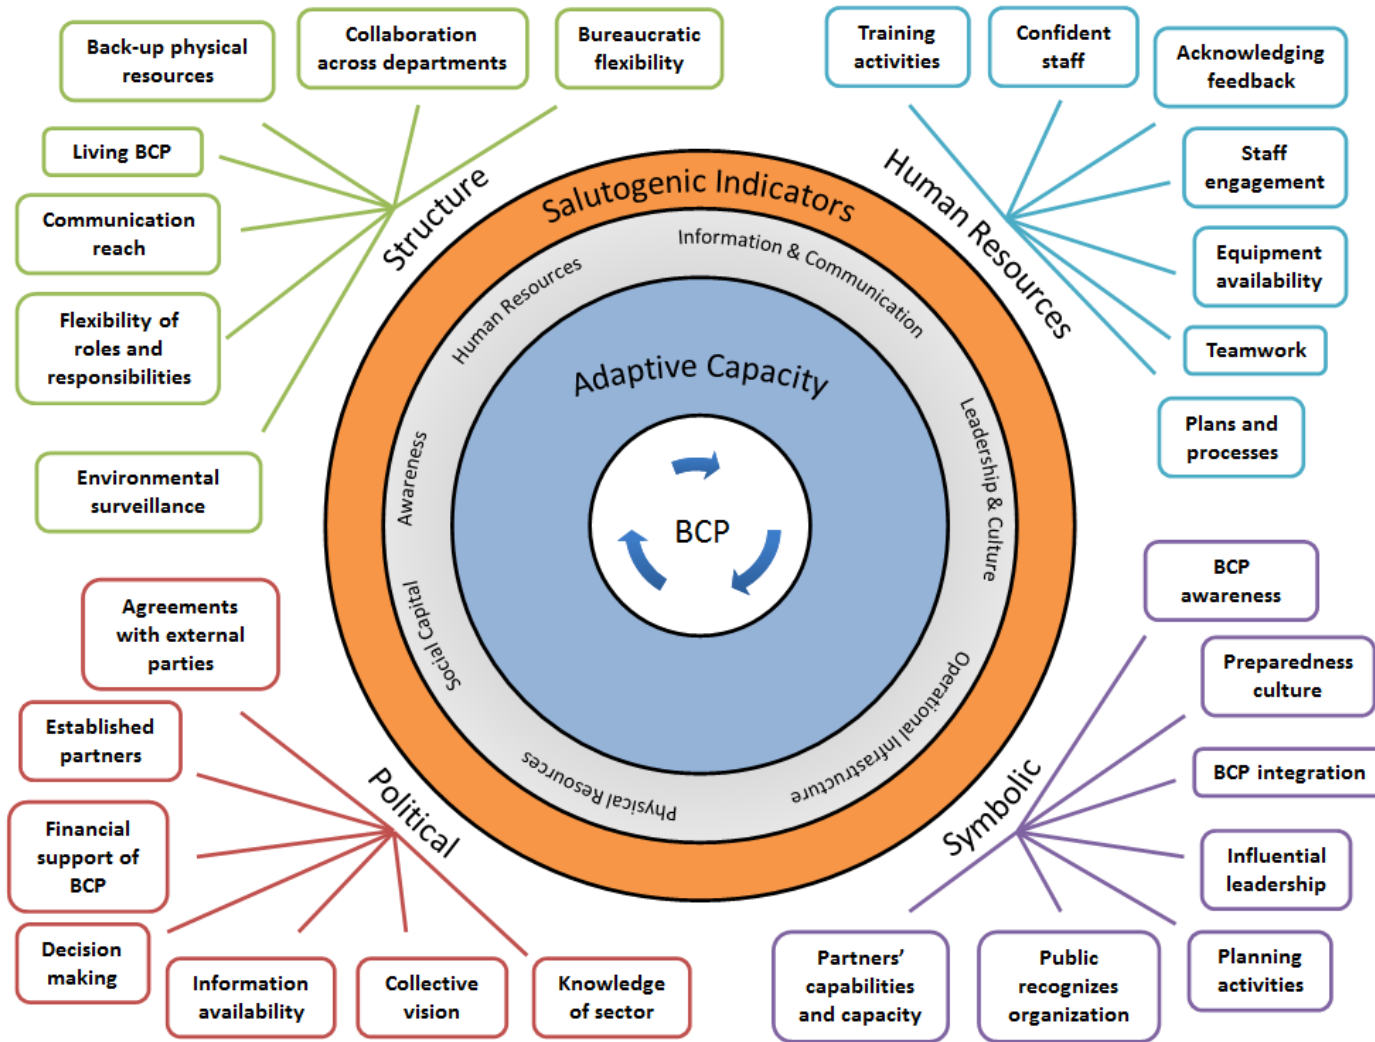 Back-up physical
resources
Collaboration
across departments
Bureaucratic
flexibility
Living BCP
Communication
reach
Flexibility of
roles and
responsibilities
Environmental
surveillance
Structure
Training
activities
Confident
staff
Acknowledging
feedback
Staff
engagement
Equipment
availability
Teamwork
Plans and
processes
Human Resources
Salutogenic Indicators
Human Resources
Information & Communication
Leadership & Culture
Operational Infrastructure
Physical Resources
Social Capital
Awareness
Adaptive Capacity
BCP
Agreements
with external
parties
Established
partners
Financial
support of
BCP
Decision
making
Information
availability
Collective
vision
Knowledge
of sector
Political
BCP
awareness
Preparedness
culture
BCP integration
Influential
leadership
Planning
activities
Public
recognizes
organization
Partners'
capabilities
and capacity
Symbolic